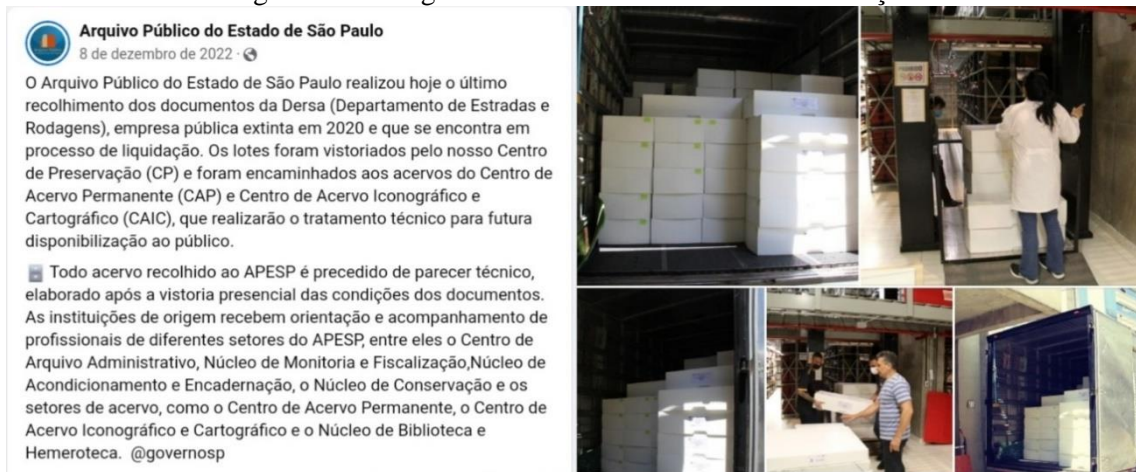 Arquivo Público do Estado de São Paulo
8 de dezembro de 2022 ·
O Arquivo Público do Estado de São Paulo realizou hoje o último
recolhimento dos documentos da Dersa (Departamento de Estradas e
Rodagens), empresa pública extinta em 2020 e que se encontra em
processo de liquidação. Os lotes foram vistoriados pelo nosso Centro
de Preservação (CP) e foram encaminhados aos acervos do Centro de
Acervo Permanente (CAP) e Centro de Acervo Iconográfico e
Cartográfico (CAIC), que realizarão o tratamento técnico para futura
disponibilização ao público.
Todo acervo recolhido ao APESP é precedido de parecer técnico,
elaborado após a vistoria presencial das condições dos documentos.
As instituições de origem recebem orientação e acompanhamento de
profissionais de diferentes setores do APESP, entre eles o Centro de
Arquivo Administrativo, Núcleo de Monitoria e Fiscalização,Núcleo de
Acondicionamento e Encadernação, o Núcleo de Conservação e os
setores de acervo, como o Centro de Acervo Permanente, o Centro de
Acervo Iconográfico e Cartográfico e o Núcleo de Biblioteca e
Hemeroteca. @governosp